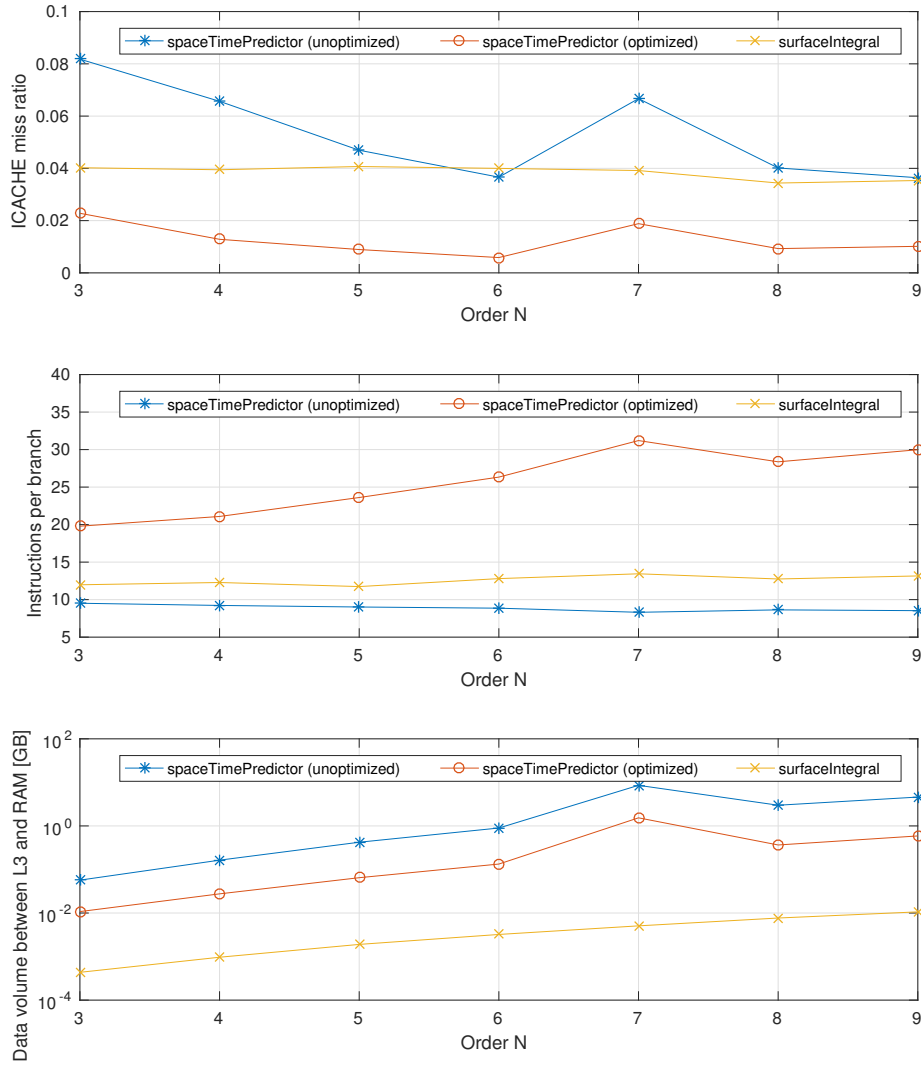 0.1
spaceTimePredictor (unoptimized) spaceTimePredictor (optimized) surfaceIntegral
0.08
0.06
0.04
0.02
0
ICACHE miss ratio
3 4 5 6 7 8 9
Order N
40
spaceTimePredictor (unoptimized) spaceTimePredictor (optimized) surfaceIntegral
35
30
25
20
15
10
5
Instructions per branch
3 4 5 6 7 8 9
Order N
10^2
spaceTimePredictor (unoptimized) spaceTimePredictor (optimized) surfaceIntegral
10^0
10^-2
10^-4
Data volume between L3 and RAM [GB]
3 4 5 6 7 8 9
Order N